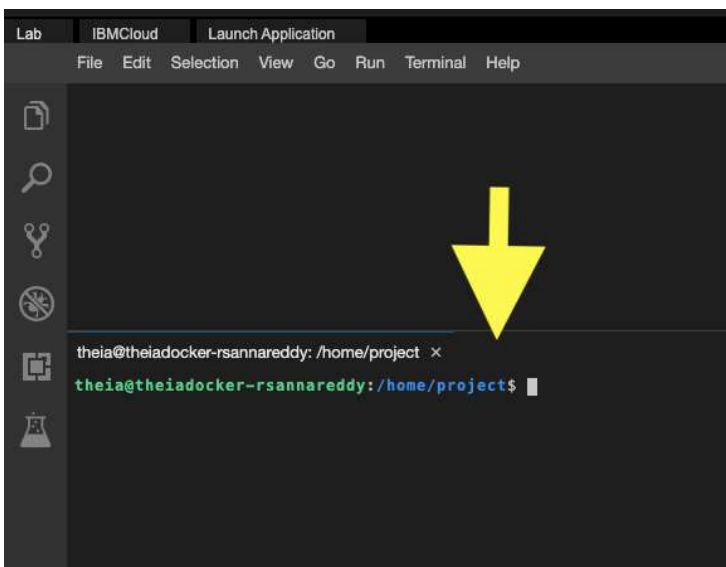 Lab IBMCloud Launch Application
File Edit Selection View Go Run Terminal Help
theia@theiadocker-rsannareddy: /home/project ×
theia@theiadocker-rsannareddy:/home/project$